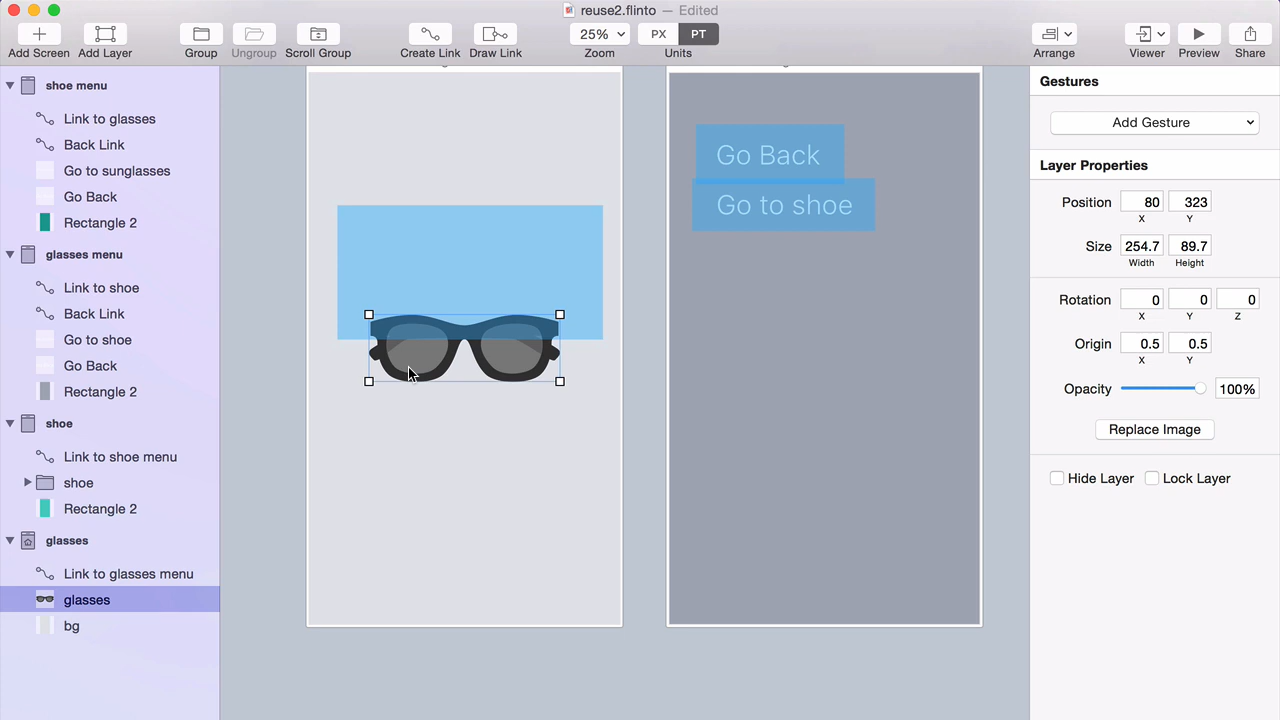 reuse2.flinto — Edited
25%
PX
PT
Add Screen
Add Layer
Group
Ungroup
Scroll Group
Create Link
Draw Link
Zoom
Units
Arrange
Viewer
Preview
Share
shoe menu
Link to glasses
Back Link
Go to sunglasses
Go Back
Rectangle 2
glasses menu
Link to shoe
Back Link
Go to shoe
Go Back
Rectangle 2
shoe
Link to shoe menu
shoe
Rectangle 2
glasses
Link to glasses menu
glasses
bg
Go Back
Go to shoe
Gestures
Add Gesture
Layer Properties
Position 80 323
X Y
Size 254.7 89.7
Width Height
Rotation 0 0 0
X Y Z
Origin 0.5 0.5
X Y
Opacity 100%
Replace Image
Hide Layer Lock Layer